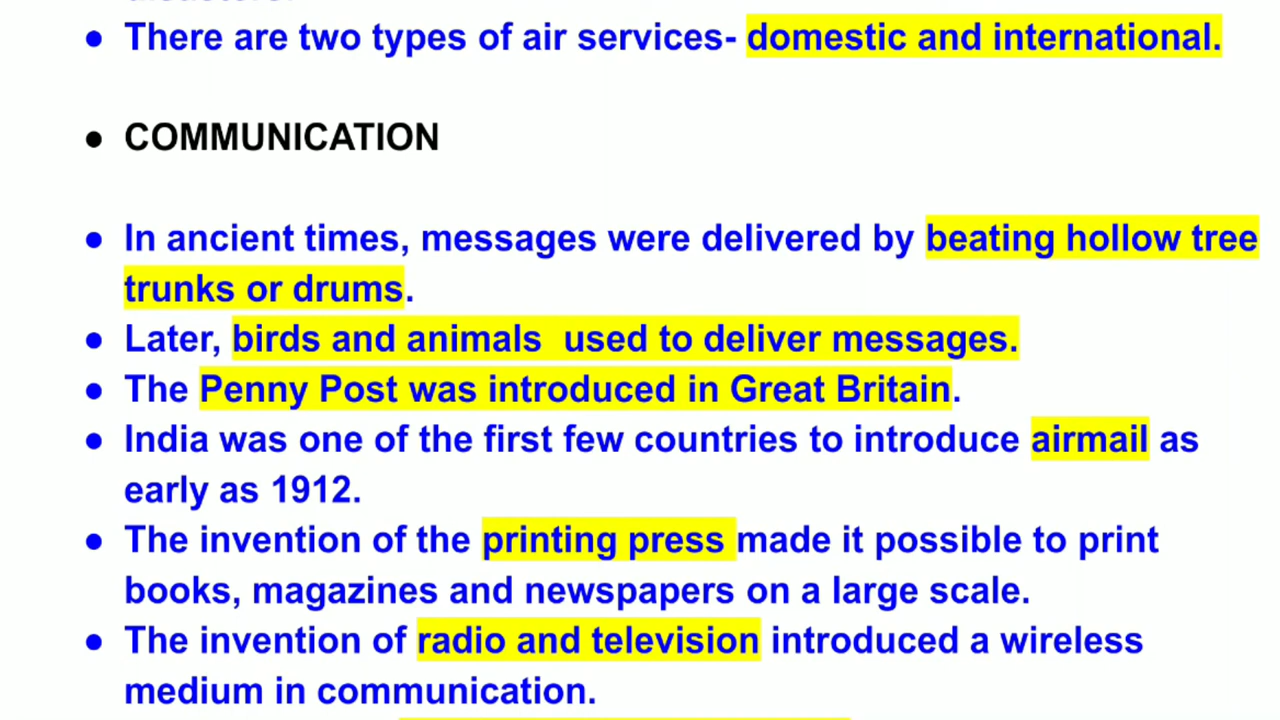 ● There are two types of air services- domestic and international.
● COMMUNICATION
● In ancient times, messages were delivered by beating hollow tree
trunks or drums.
● Later, birds and animals  used to deliver messages.
● The Penny Post was introduced in Great Britain.
● India was one of the first few countries to introduce airmail as
early as 1912.
● The invention of the printing press made it possible to print
books, magazines and newspapers on a large scale.
● The invention of radio and television introduced a wireless
medium in communication.